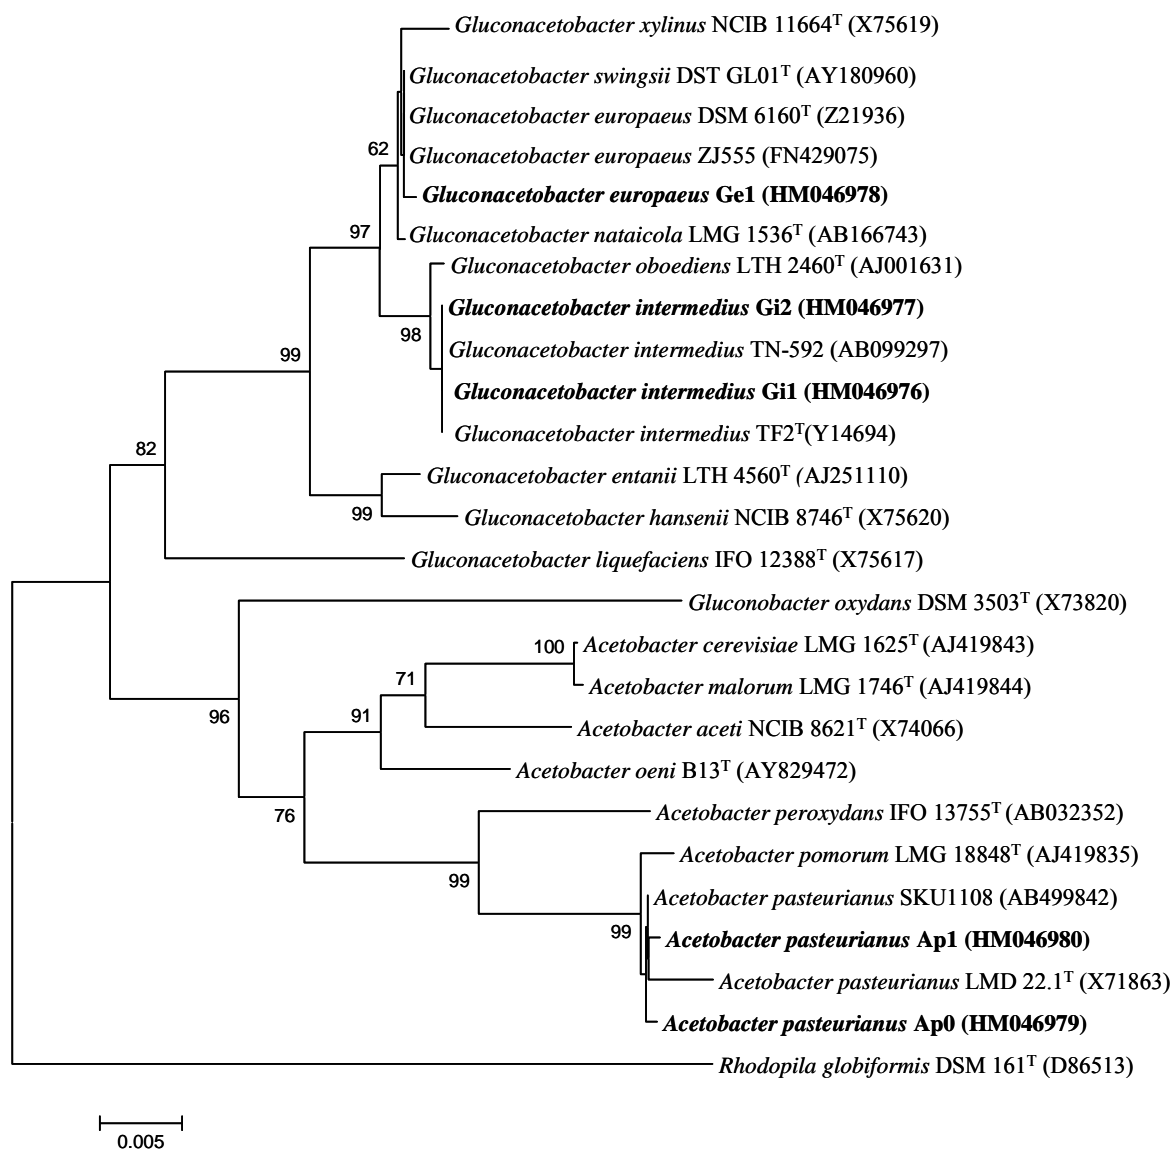 Gluconacetobacter xylinus NCIB 11664T (X75619)
Gluconacetobacter swingsii DST GL01T (AY180960)
Gluconacetobacter europaeus DSM 6160T (Z21936)
62
Gluconacetobacter europaeus ZJ555 (FN429075)
Gluconacetobacter europaeus Ge1 (HM046978)
97
Gluconacetobacter nataicola LMG 1536T (AB166743)
Gluconacetobacter oboediens LTH 2460T (AJ001631)
Gluconacetobacter intermedius Gi2 (HM046977)
98
Gluconacetobacter intermedius TN-592 (AB099297)
99
Gluconacetobacter intermedius Gi1 (HM046976)
Gluconacetobacter intermedius TF2T(Y14694)
82
Gluconacetobacter entanii LTH 4560T (AJ251110)
99
Gluconacetobacter hansenii NCIB 8746T (X75620)
Gluconacetobacter liquefaciens IFO 12388T (X75617)
Gluconobacter oxydans DSM 3503T (X73820)
100 Acetobacter cerevisiae LMG 1625T (AJ419843)
71
Acetobacter malorum LMG 1746T (AJ419844)
96
91
Acetobacter aceti NCIB 8621T (X74066)
Acetobacter oeni B13T (AY829472)
76
Acetobacter peroxydans IFO 13755T (AB032352)
Acetobacter pomorum LMG 18848T (AJ419835)
99
Acetobacter pasteurianus SKU1108 (AB499842)
99
Acetobacter pasteurianus Ap1 (HM046980)
Acetobacter pasteurianus LMD 22.1T (X71863)
Acetobacter pasteurianus Ap0 (HM046979)
Rhodopila globiformis DSM 161T (D86513)
0.005